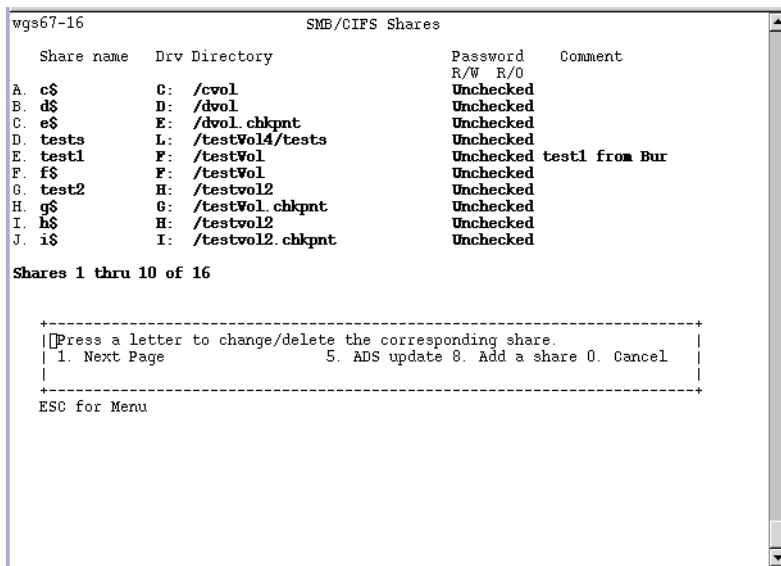 wgs67-16 SMB/CIFS Shares
Share name Drv Directory Password Comment
R/W R/O
A. c$ C: /cvol Unchecked
B. d$ D: /dvol Unchecked
C. e$ E: /dvol.chkpnt Unchecked
D. tests L: /testVol4/tests Unchecked
E. test1 F: /testVol Unchecked test1 from Bur
F. f$ F: /testVol Unchecked
G. test2 H: /testvol2 Unchecked
H. g$ G: /testVol.chkpnt Unchecked
I. h$ H: /testvol2 Unchecked
J. i$ I: /testvol2.chkpnt Unchecked
Shares 1 thru 10 of 16
Press a letter to change/delete the corresponding share.
1. Next Page 5. ADS update 8. Add a share 0. Cancel
ESC for Menu